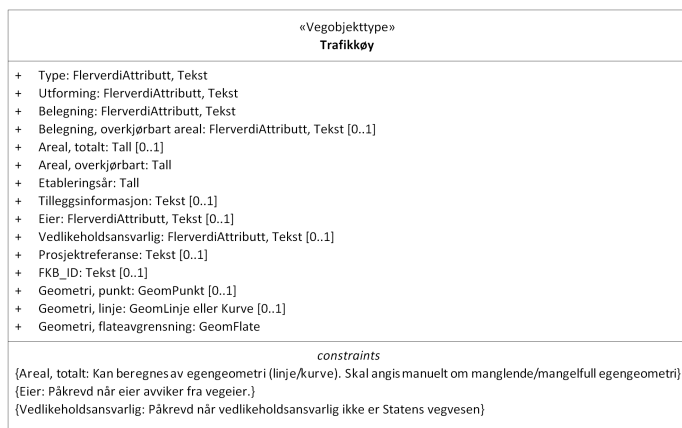 «Vegobjekttype»
Trafikkøy
+ Type: FlerverdiAttributt, Tekst
+ Utforming: FlerverdiAttributt, Tekst
+ Belegning: FlerverdiAttributt, Tekst
+ Belegning, overkjørbart areal: FlerverdiAttributt, Tekst [0..1]
+ Areal, totalt: Tall [0..1]
+ Areal, overkjørbart: Tall
+ Etableringsår: Tall
+ Tilleggsinformasjon: Tekst [0..1]
+ Eier: FlerverdiAttributt, Tekst [0..1]
+ Vedlikeholdsansvarlig: FlerverdiAttributt, Tekst [0..1]
+ Prosjektreferanse: Tekst [0..1]
+ FKB_ID: Tekst [0..1]
+ Geometri, punkt: GeomPunkt [0..1]
+ Geometri, linje: GeomLinje eller Kurve [0..1]
+ Geometri, flateavgrensning: GeomFlate
constraints
{Areal, totalt: Kan beregnes av egengeometri (linje/kurve). Skal angis manuelt om manglende/mangelfull egengeometri}
{Eier: Påkrevd når eier avviker fra vegeier.}
{Vedlikeholdsansvarlig: Påkrevd når vedlikeholdsansvarlig ikke er Statens vegvesen}